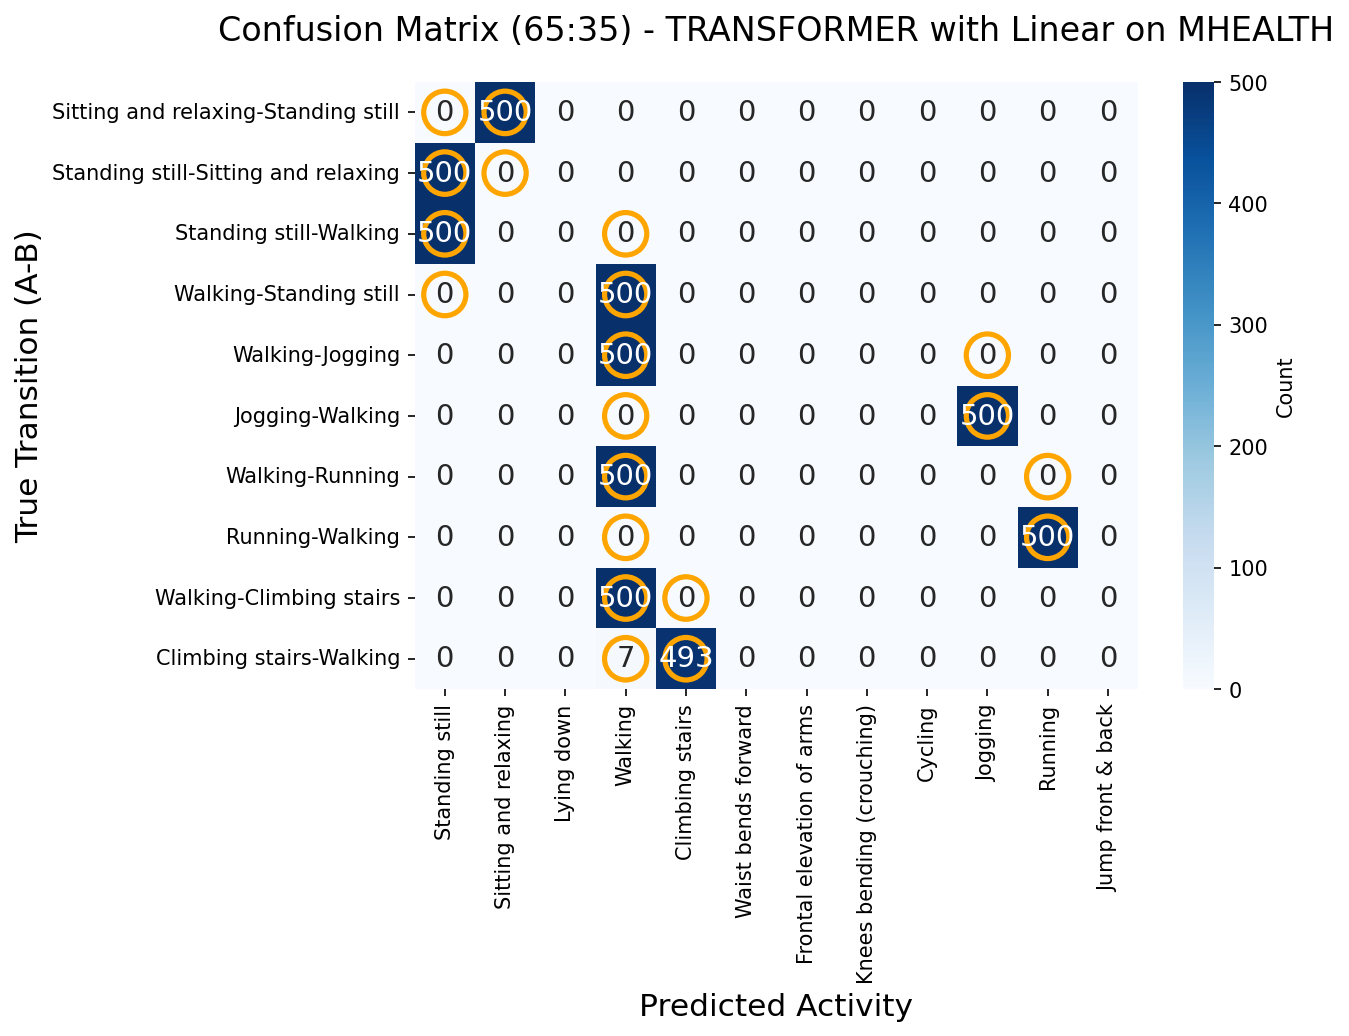 Confusion Matrix (65:35) - TRANSFORMER with Linear on MHEALTH
True Transition (A-B)
Sitting and relaxing-Standing still 0 500 0 0 0 0 0 0 0 0 0 0
Standing still-Sitting and relaxing 500 0 0 0 0 0 0 0 0 0 0 0
Standing still-Walking 500 0 0 0 0 0 0 0 0 0 0 0
Walking-Standing still 0 0 0 500 0 0 0 0 0 0 0 0
Walking-Jogging 0 0 0 500 0 0 0 0 0 0 0 0
Jogging-Walking 0 0 0 0 0 0 0 0 0 500 0 0
Walking-Running 0 0 0 500 0 0 0 0 0 0 0 0
Running-Walking 0 0 0 0 0 0 0 0 0 0 500 0
Walking-Climbing stairs 0 0 0 500 0 0 0 0 0 0 0 0
Climbing stairs-Walking 0 0 0 7 493 0 0 0 0 0 0 0
Standing still
Sitting and relaxing
Lying down
Walking
Climbing stairs
Waist bends forward
Frontal elevation of arms
Knees bending (crouching)
Cycling
Jogging
Running
Jump front & back
Predicted Activity
500
400
300
200
100
0
Count